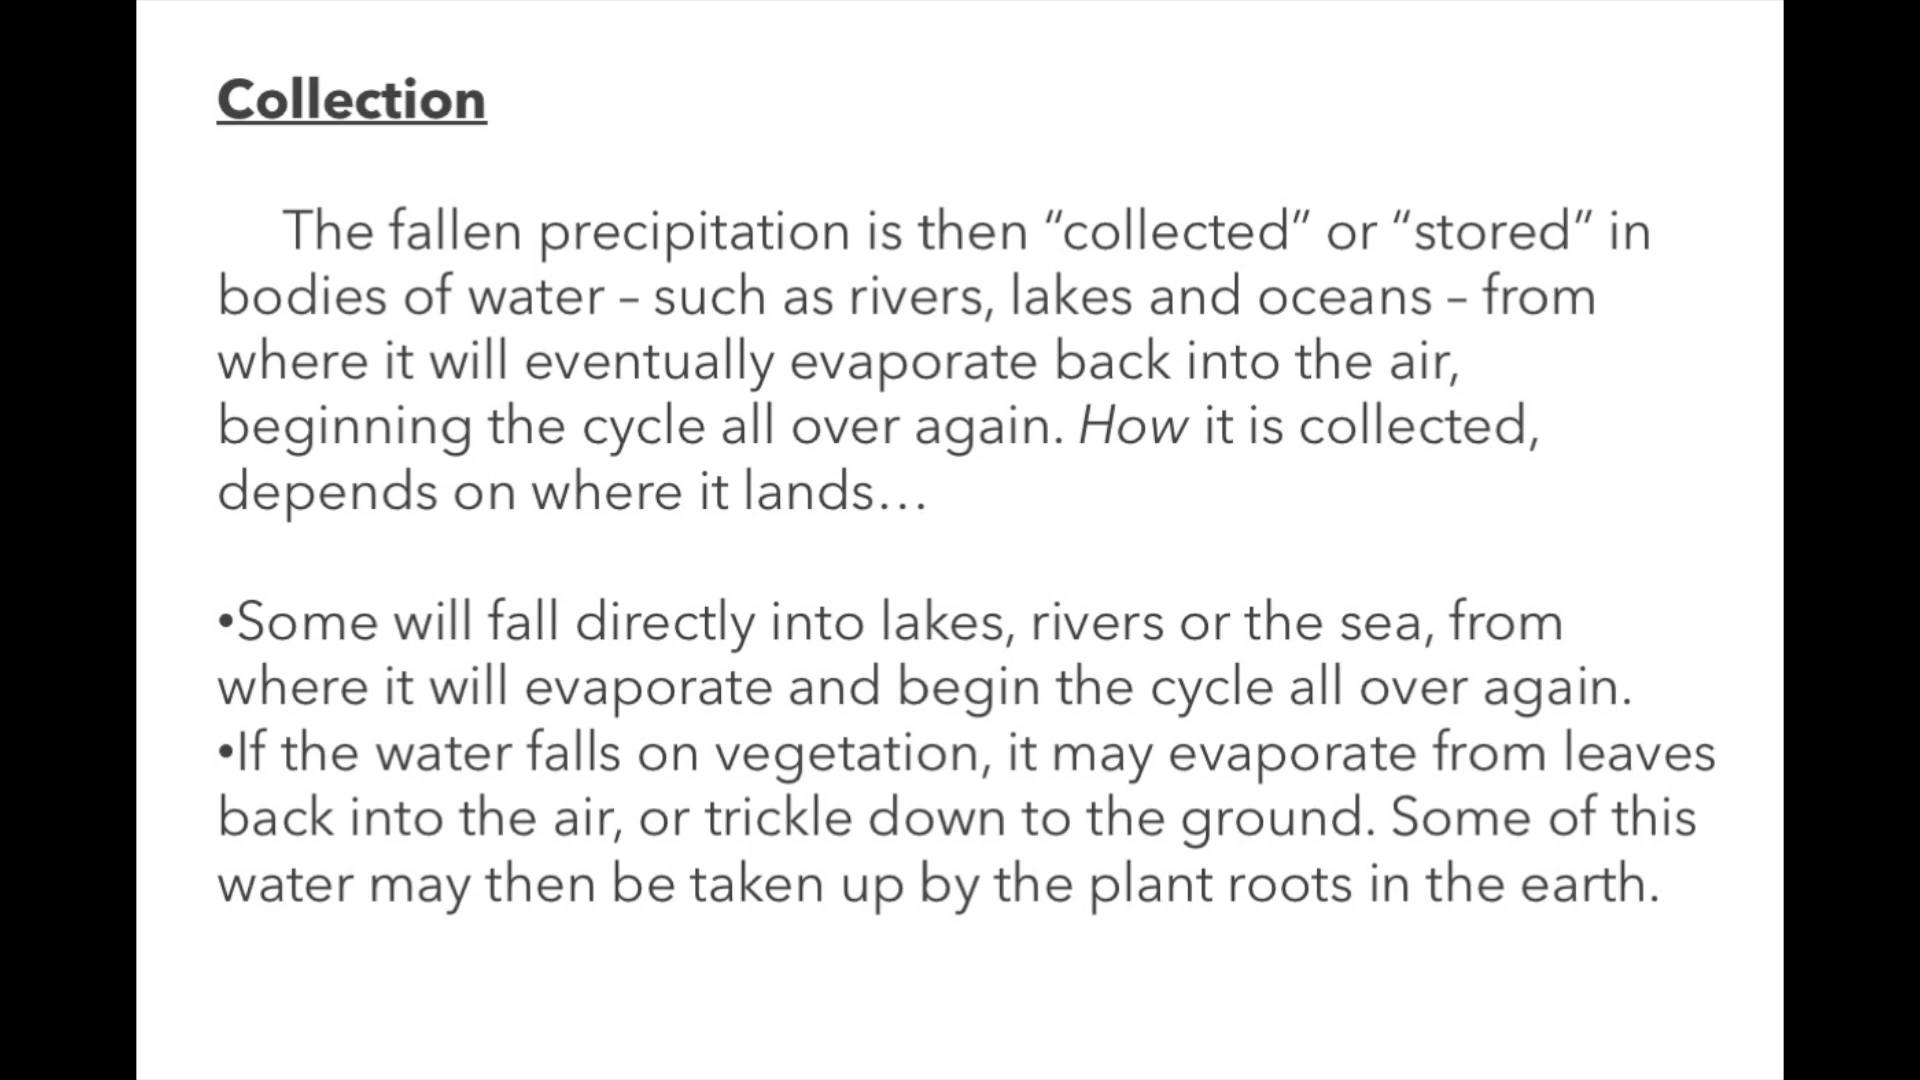 Collection
The fallen precipitation is then “collected” or “stored” in
bodies of water – such as rivers, lakes and oceans – from
where it will eventually evaporate back into the air,
beginning the cycle all over again. How it is collected,
depends on where it lands…
•Some will fall directly into lakes, rivers or the sea, from
where it will evaporate and begin the cycle all over again.
•If the water falls on vegetation, it may evaporate from leaves
back into the air, or trickle down to the ground. Some of this
water may then be taken up by the plant roots in the earth.